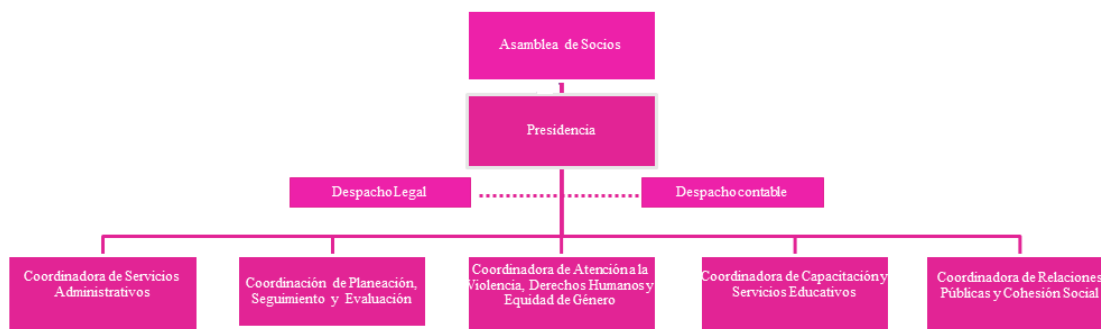 Asamblea de Socios
Presidencia
Despacho Legal
Despacho contable
Coordinadora de Servicios
Administrativos
Coordinación de Planeación,
Seguimiento y Evaluación
Coordinadora de Atención a la
Violencia, Derechos Humanos y
Equidad de Género
Coordinadora de Capacitación y
Servicios Educativos
Coordinadora de Relaciones
Públicas y Cohesión Social